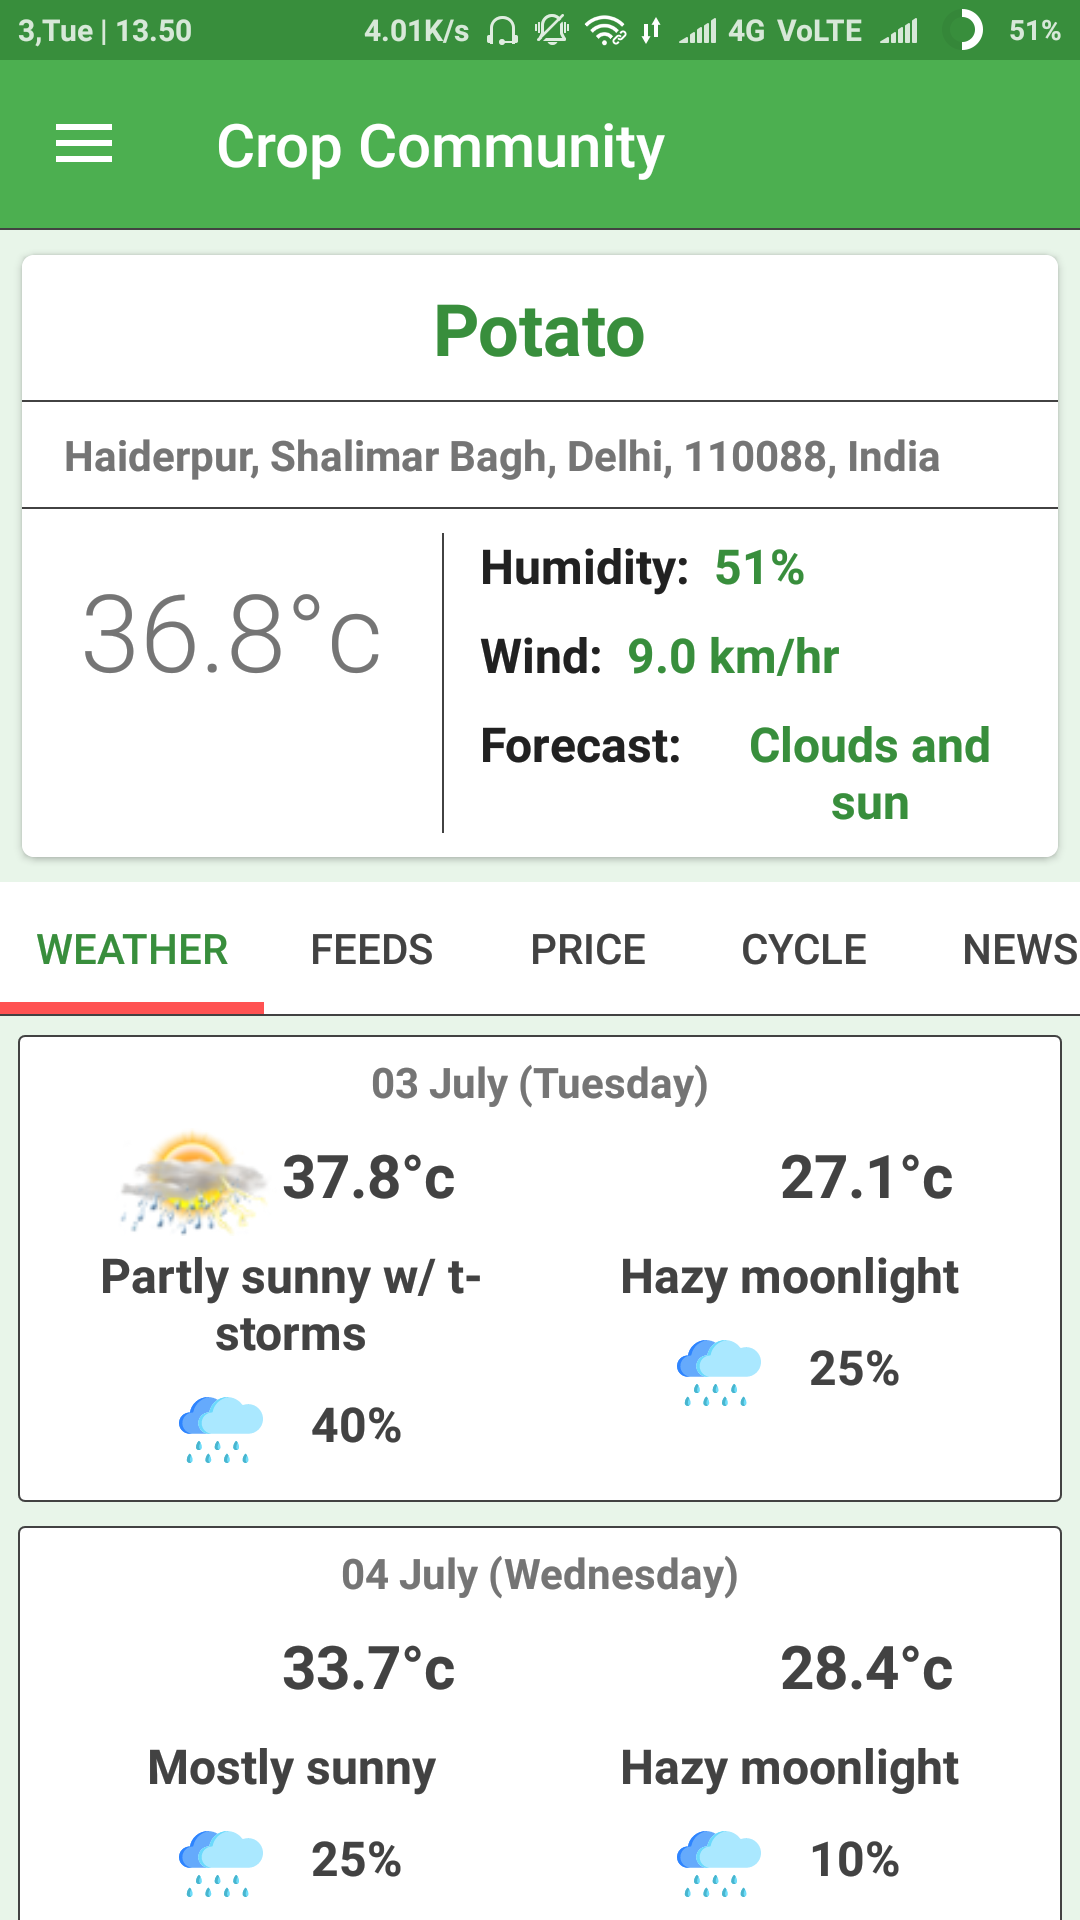 3,Tue | 13.50 4.01K/s 4G VoLTE 51%
Crop Community
Potato
Haiderpur, Shalimar Bagh, Delhi, 110088, India
36.8°c
Humidity: 51%
Wind: 9.0 km/hr
Forecast: Clouds and
sun
WEATHER FEEDS PRICE CYCLE NEWS
03 July (Tuesday)
37.8°c 27.1°c
Partly sunny w/ t-
storms
Hazy moonlight
40%
25%
04 July (Wednesday)
33.7°c 28.4°c
Mostly sunny Hazy moonlight
25% 10%